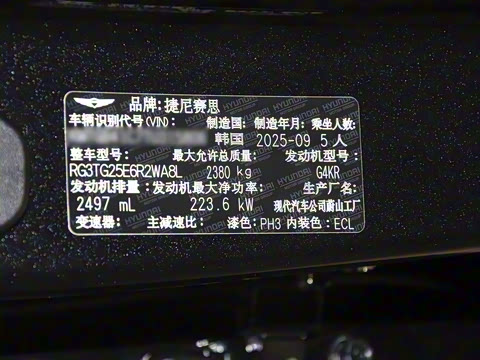 品牌:捷尼赛思
车辆识别代号(VIN): 制造国: 制造年月: 乘坐人数:
韩国 2025-09 5人
整车型号: 最大允许总质量: 发动机型号:
RG3TG25E6R2WA8L 2380 kg G4KR
发动机排量: 发动机最大净功率: 生产厂名:
2497 mL 223.6 kW 现代汽车公司蔚山工厂
变速器: 主减速比: 漆色:PH3 内装色:ECL